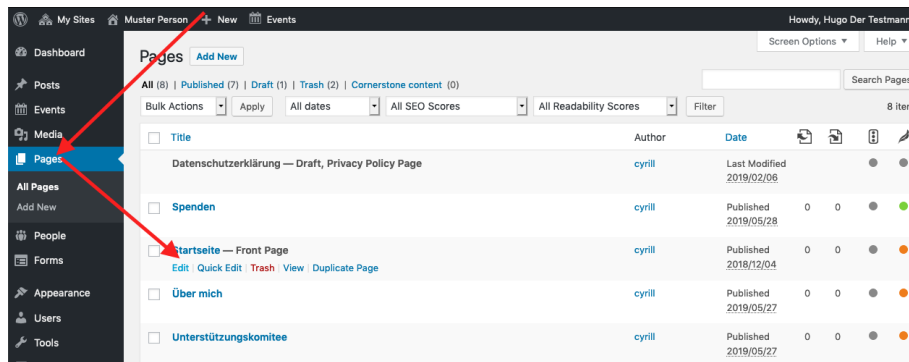 My Sites Muster Person + New Events Howdy, Hugo Der Testmann
Screen Options Help
Dashboard
Posts
Events
Media
Pages
All Pages
Add New
People
Forms
Appearance
Users
Tools
Pages Add New
All (8) | Published (7) | Draft (1) | Trash (2) | Cornerstone content (0)
Search Pages
Bulk Actions Apply All dates All SEO Scores All Readability Scores Filter 8 iter
Title Author Date
Datenschutzerklärung — Draft, Privacy Policy Page cyrill Last Modified
2019/02/06
Spenden cyrill Published 0 0
2019/05/28
Startseite — Front Page cyrill Published 0 0
Edit | Quick Edit | Trash | View | Duplicate Page 2018/12/04
Über mich cyrill Published 0 0
2019/05/27
Unterstützungskomitee cyrill Published 0 0
2019/05/27